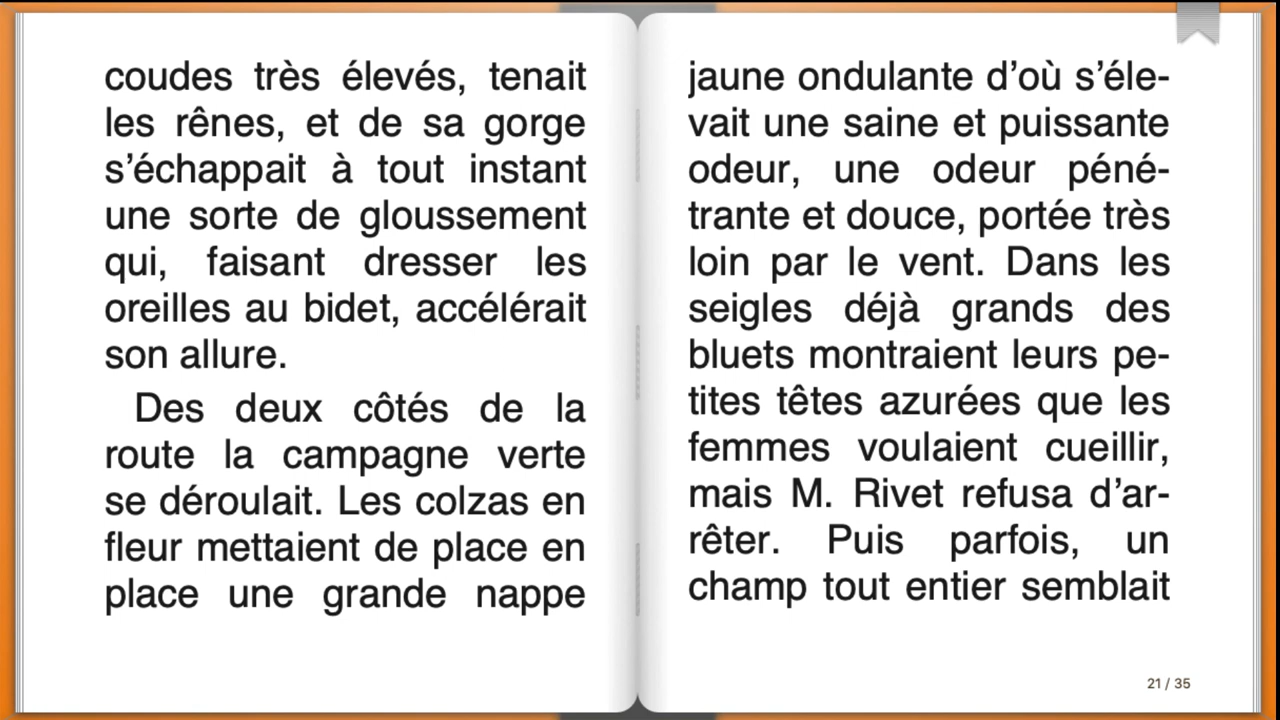 coudes très élevés, tenait
les rênes, et de sa gorge
s’échappait à tout instant
une sorte de gloussement
qui, faisant dresser les
oreilles au bidet, accélérait
son allure.
Des deux côtés de la
route la campagne verte
se déroulait. Les colzas en
fleur mettaient de place en
place une grande nappe
jaune ondulante d’où s’éle-
vait une saine et puissante
odeur, une odeur péné-
trante et douce, portée très
loin par le vent. Dans les
seigles déjà grands des
bluets montraient leurs pe-
tites têtes azurées que les
femmes voulaient cueillir,
mais M. Rivet refusa d’ar-
rêter. Puis parfois, un
champ tout entier semblait
21 / 35